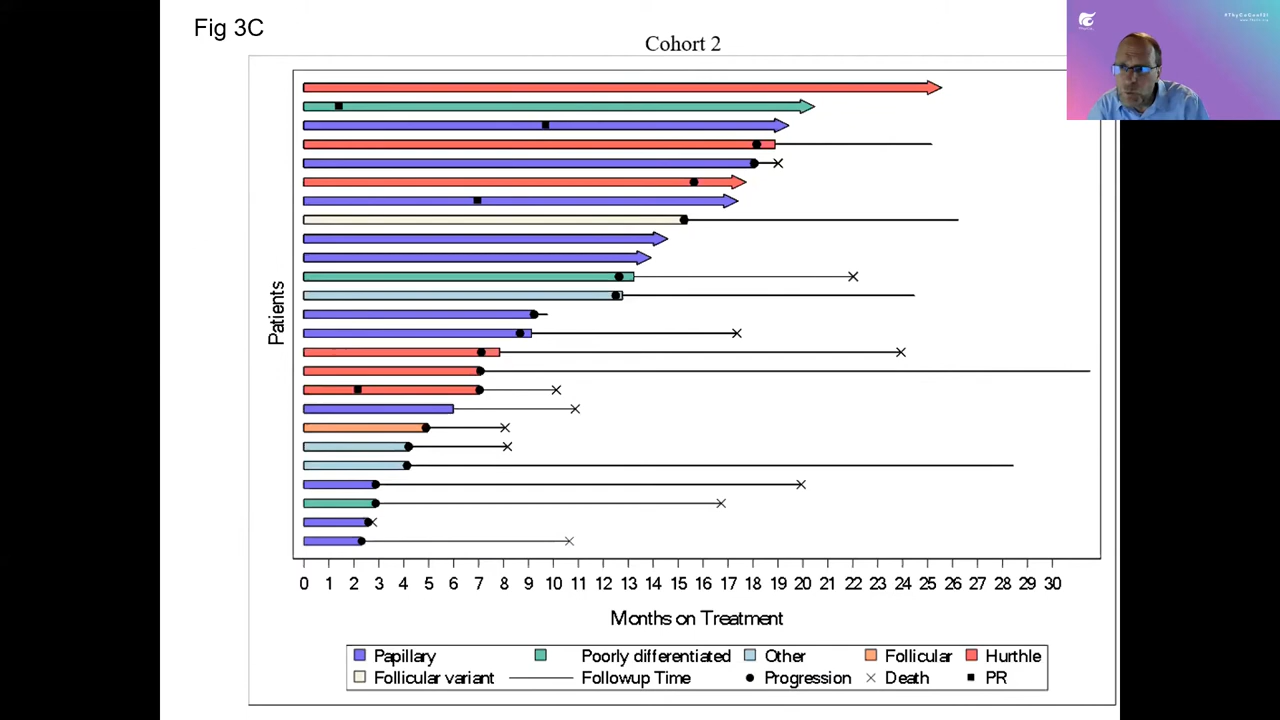 Fig 3C
Cohort 2
Patients
0 1 2 3 4 5 6 7 8 9 10 11 12 13 14 15 16 17 18 19 20 21 22 23 24 25 26 27 28 29 30
Months on Treatment
Papillary Poorly differentiated Other Follicular Hurthle
Follicular variant Followup Time Progression Death PR